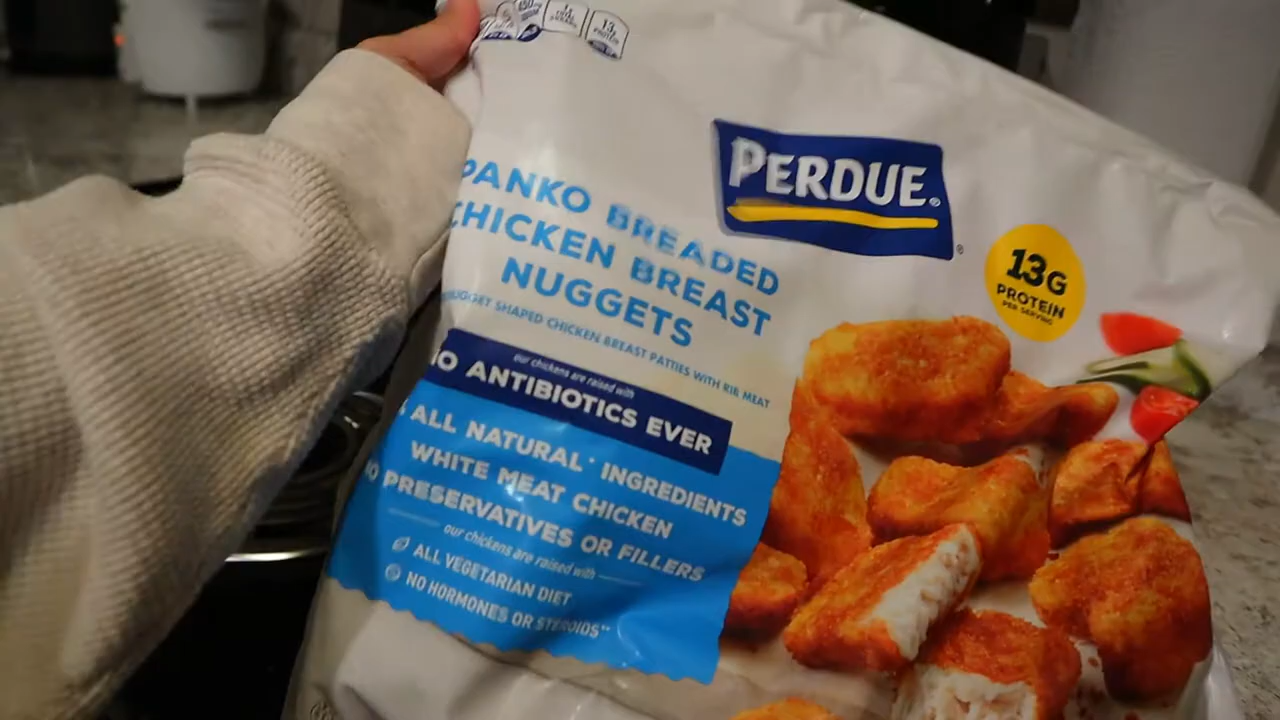 13g
PERDUE®
PANKO BREADED
CHICKEN BREAST
NUGGETS
NUGGET SHAPED CHICKEN BREAST PATTIES WITH RIB MEAT
13G
PROTEIN
PER SERVING
our chickens are raised with
NO ANTIBIOTICS EVER
ALL NATURAL* INGREDIENTS
WHITE MEAT CHICKEN
NO PRESERVATIVES OR FILLERS
our chickens are raised with
ALL VEGETARIAN DIET
NO HORMONES OR STEROIDS**